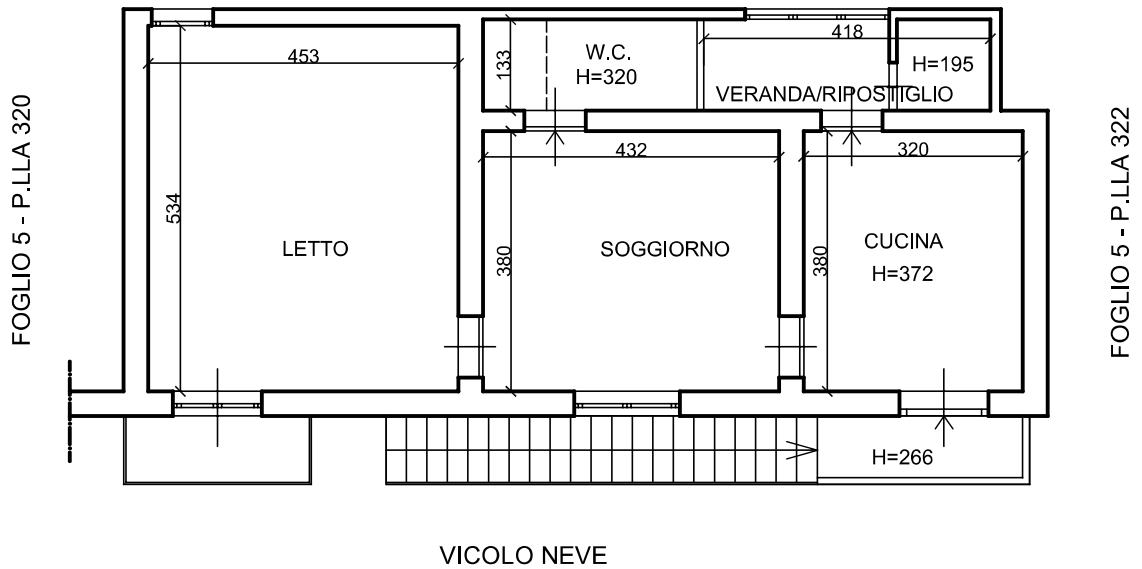 418
W.C.
H=320
453
133
H=195
VERANDA/RIPOSTIGLIO
FOGLIO 5 - P.LLA 320
FOGLIO 5 - P.LLA 322
432
320
534
LETTO
380
SOGGIORNO
380
CUCINA
H=372
H=266
VICOLO NEVE